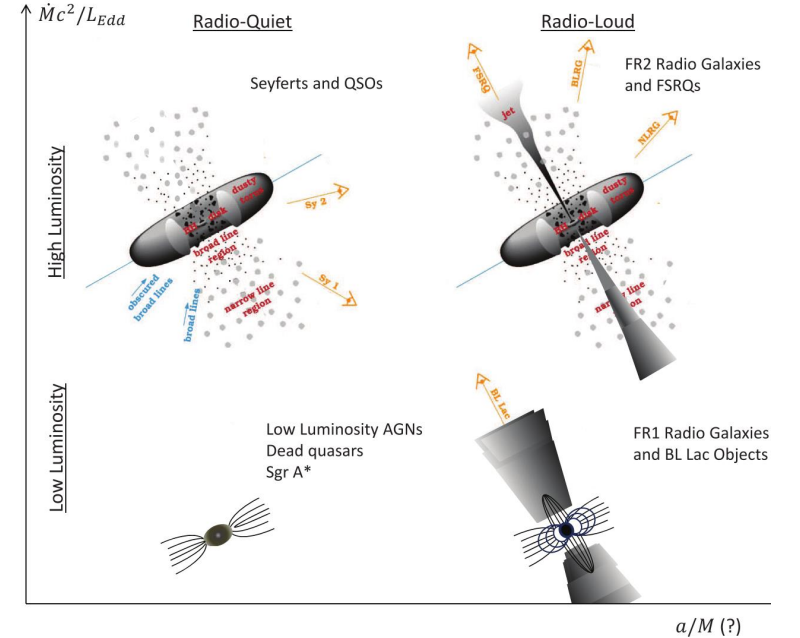 Ṁc²/L_Edd
Radio-Quiet
Radio-Loud
High Luminosity
Low Luminosity
Seyferts and QSOs
dusty
torus
disk
broad line
region
narrow line
region
Sy 2
Sy 1
obscured
broad lines
broad lines
FR2 Radio Galaxies
and FSRQs
FSRQ
BLRG
NLRG
jet
dusty
torus
disk
region
Low Luminosity AGNs
Dead quasars
Sgr A*
BL Lac
FR1 Radio Galaxies
and BL Lac Objects
a/M (?)